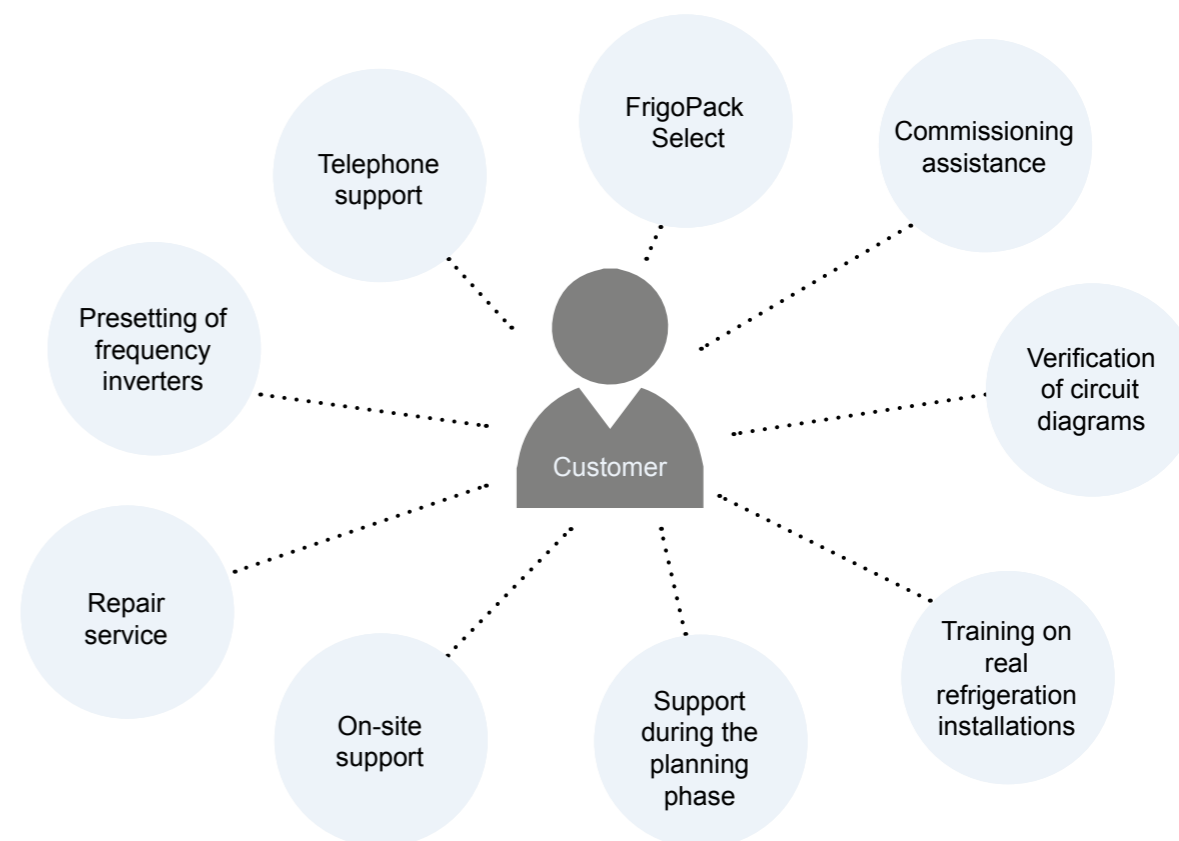 FrigoPack
Select
Commissioning
assistance
Telephone
support
Presetting of
frequency
inverters
Verification
of circuit
diagrams
Customer
Repair
service
Training on
real
refrigeration
installations
On-site
support
Support
during the
planning
phase